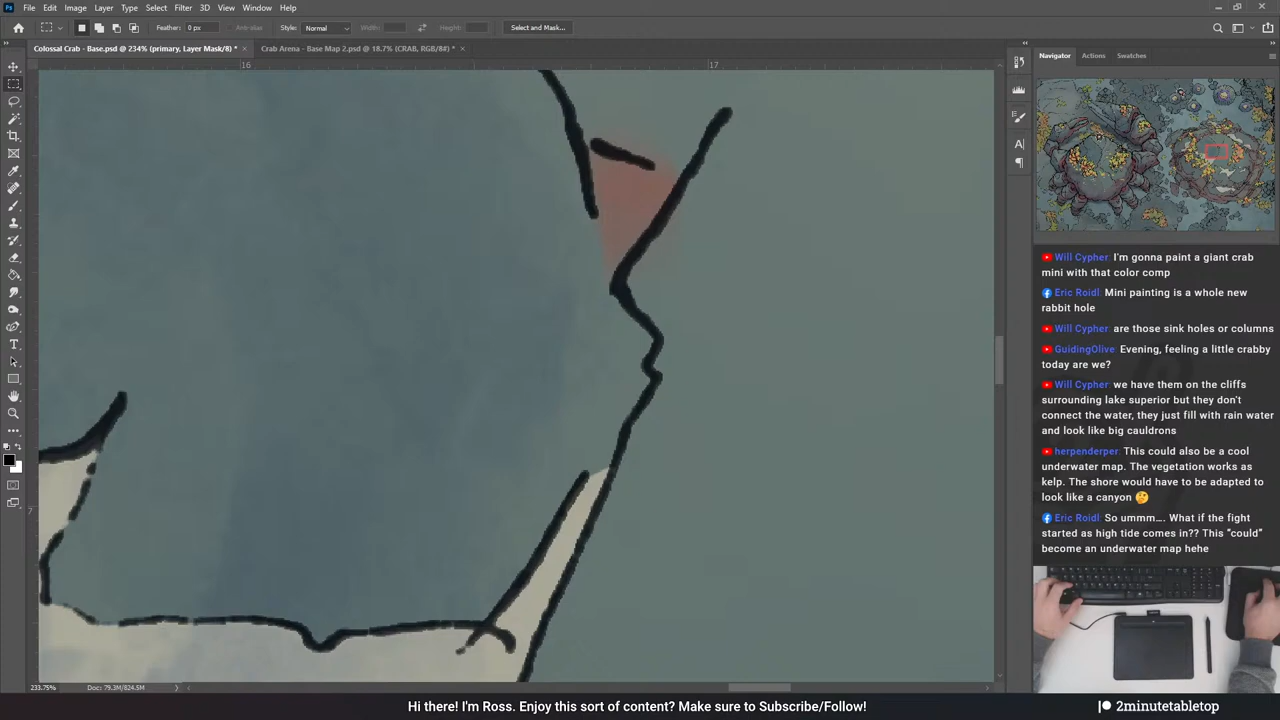 Ps File Edit Image Layer Type Select Filter 3D View Window Help
Feather: 0 px Anti-alias Style: Normal Width: Height: Select and Mask...
Colossal Crab - Base.psd @ 234% (primary, Layer Mask/8) * × Crab Arena - Base Map 2.psd @ 18.7% (CRAB, RGB/8#) * ×
Navigator Actions Swatches
16 17
7
Will Cypher: I'm gonna paint a giant crab
mini with that color comp
Eric Roidl: Mini painting is a whole new
rabbit hole
Will Cypher: are those sink holes or columns
GuidingOlive: Evening, feeling a little crabby
today are we?
Will Cypher: we have them on the cliffs
surrounding lake superior but they don't
connect the water, they just fill with rain water
and look like big cauldrons
herpenderper: This could also be a cool
underwater map. The vegetation works as
kelp. The shore would have to be adapted to
look like a canyon 🤔
Eric Roidl: So ummm.... What if the fight
started as high tide comes in?? This “could”
become an underwater map hehe
233.75% Doc: 79.3M/824.5M
Hi there! I'm Ross. Enjoy this sort of content? Make sure to Subscribe/Follow!
2minutetabletop